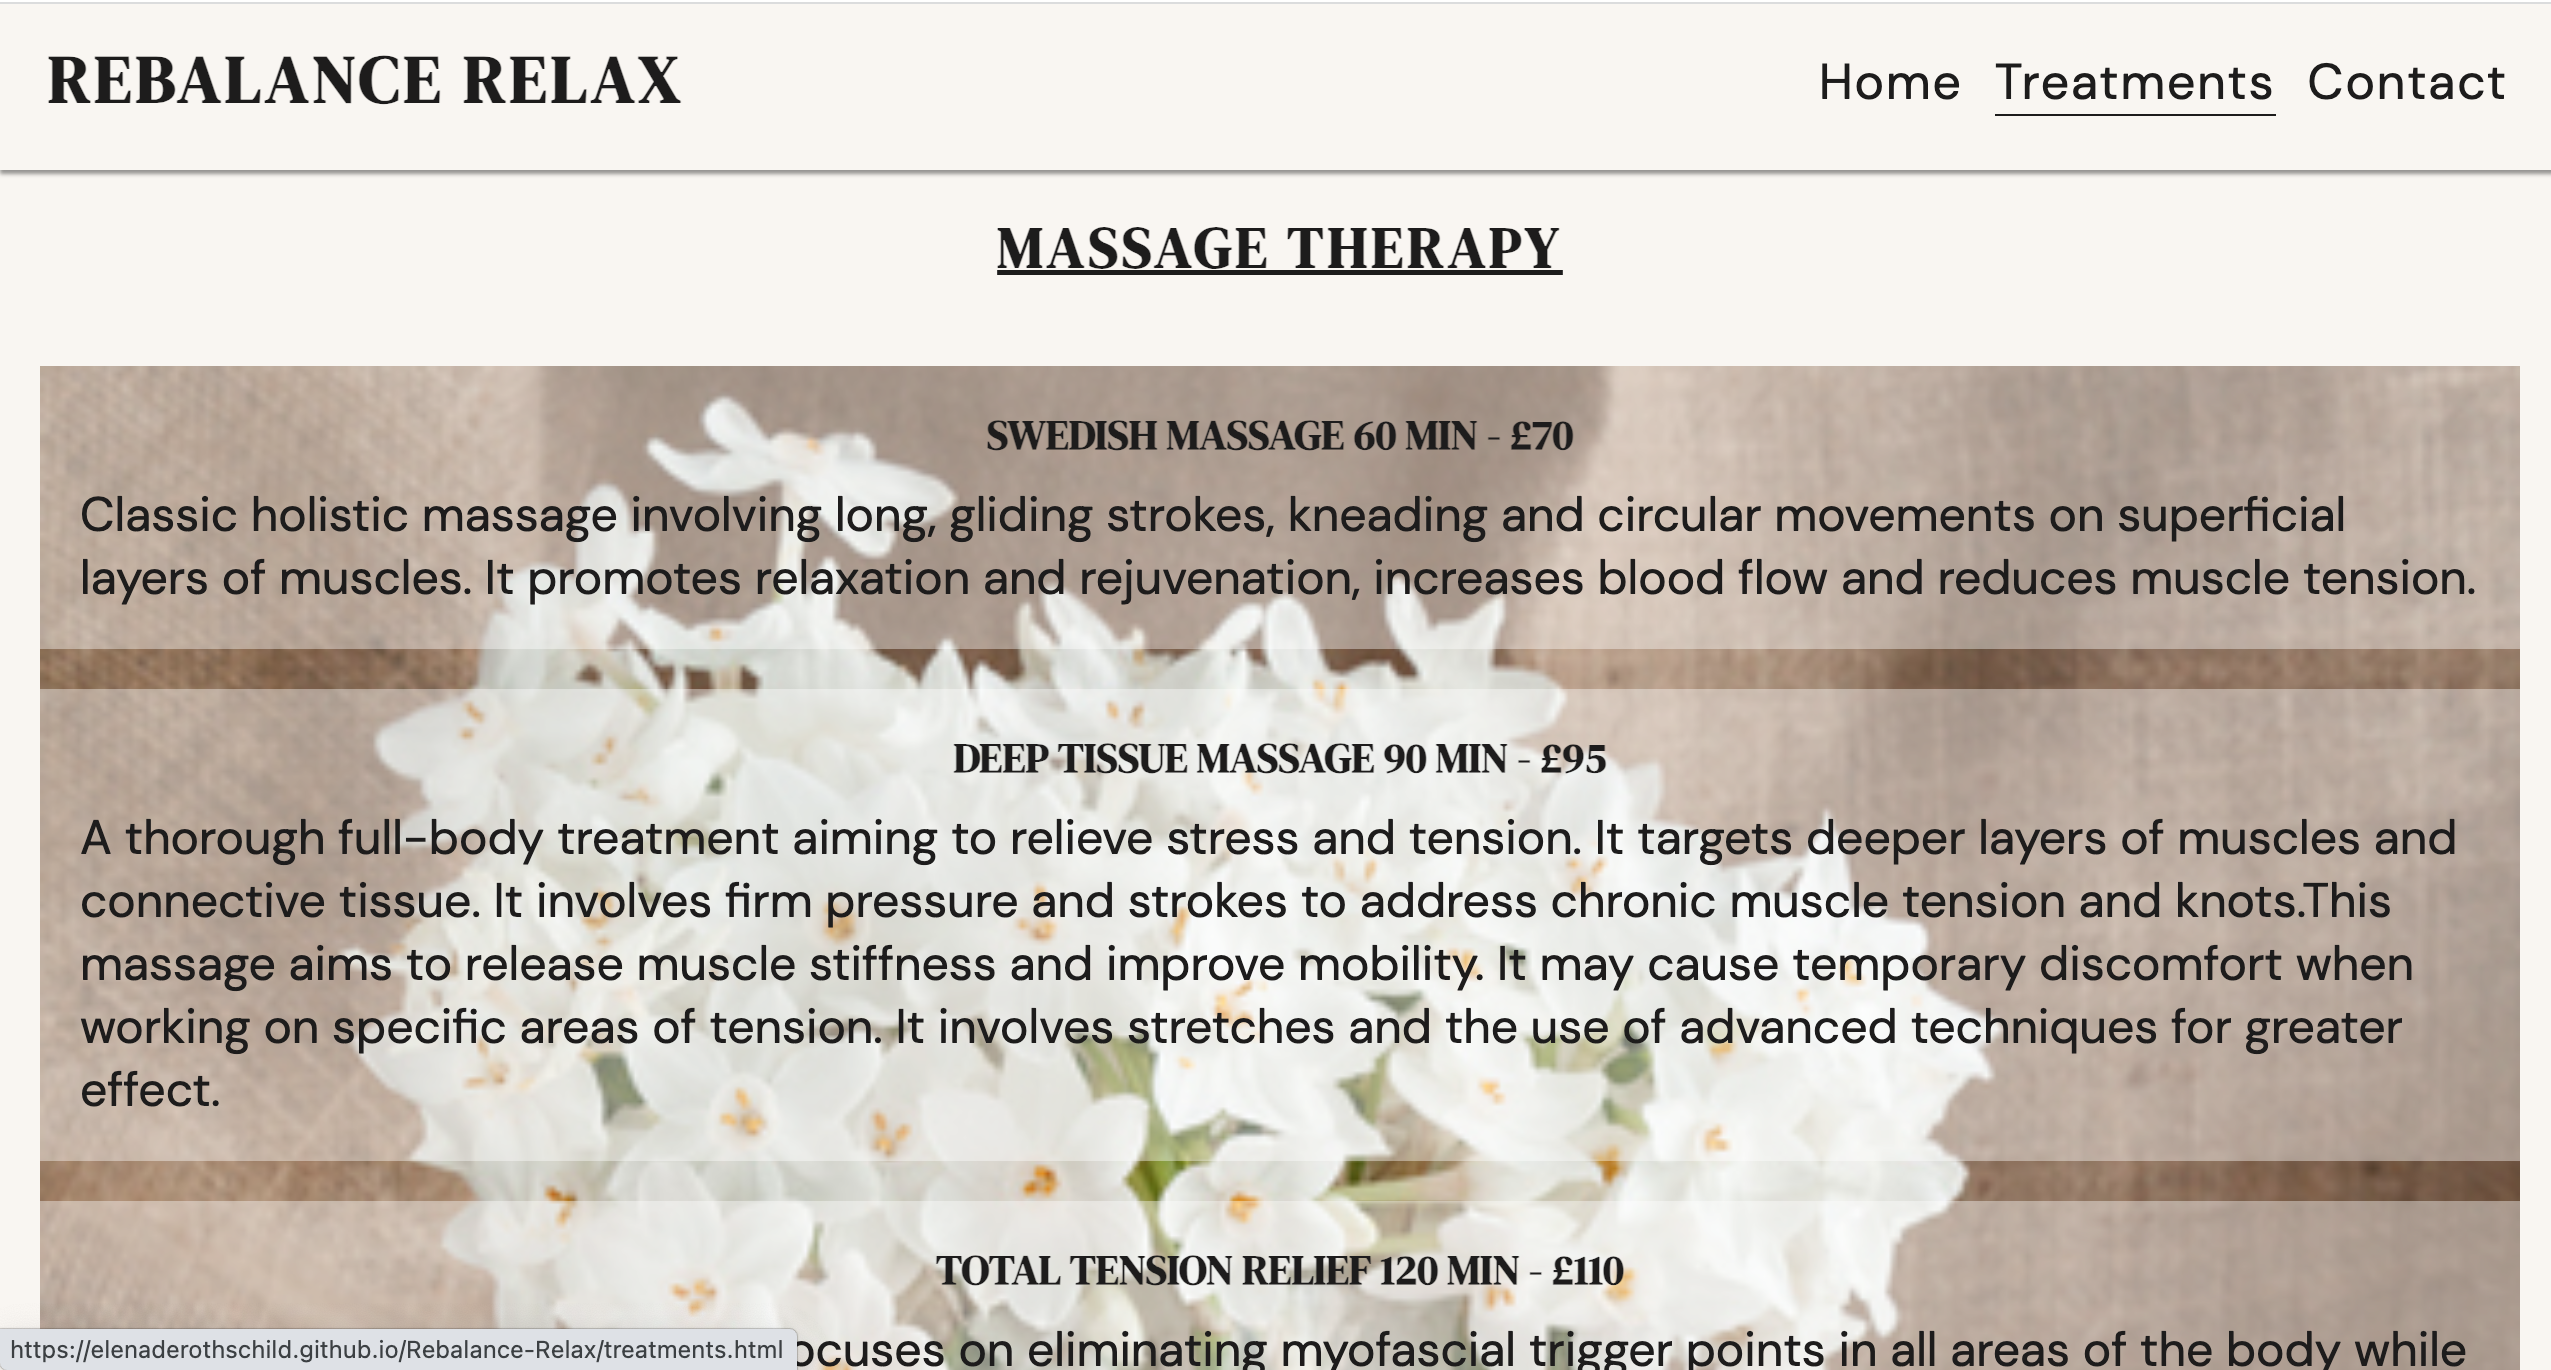 REBALANCE RELAX
Home Treatments Contact
MASSAGE THERAPY
SWEDISH MASSAGE 60 MIN - £70
Classic holistic massage involving long, gliding strokes, kneading and circular movements on superficial
layers of muscles. It promotes relaxation and rejuvenation, increases blood flow and reduces muscle tension.
DEEP TISSUE MASSAGE 90 MIN - £95
A thorough full-body treatment aiming to relieve stress and tension. It targets deeper layers of muscles and
connective tissue. It involves firm pressure and strokes to address chronic muscle tension and knots.This
massage aims to release muscle stiffness and improve mobility. It may cause temporary discomfort when
working on specific areas of tension. It involves stretches and the use of advanced techniques for greater
effect.
TOTAL TENSION RELIEF 120 MIN - £110
on eliminating myofascial trigger points in all areas of the body while
https://elenaderothschild.github.io/Rebalance-Relax/treatments.html